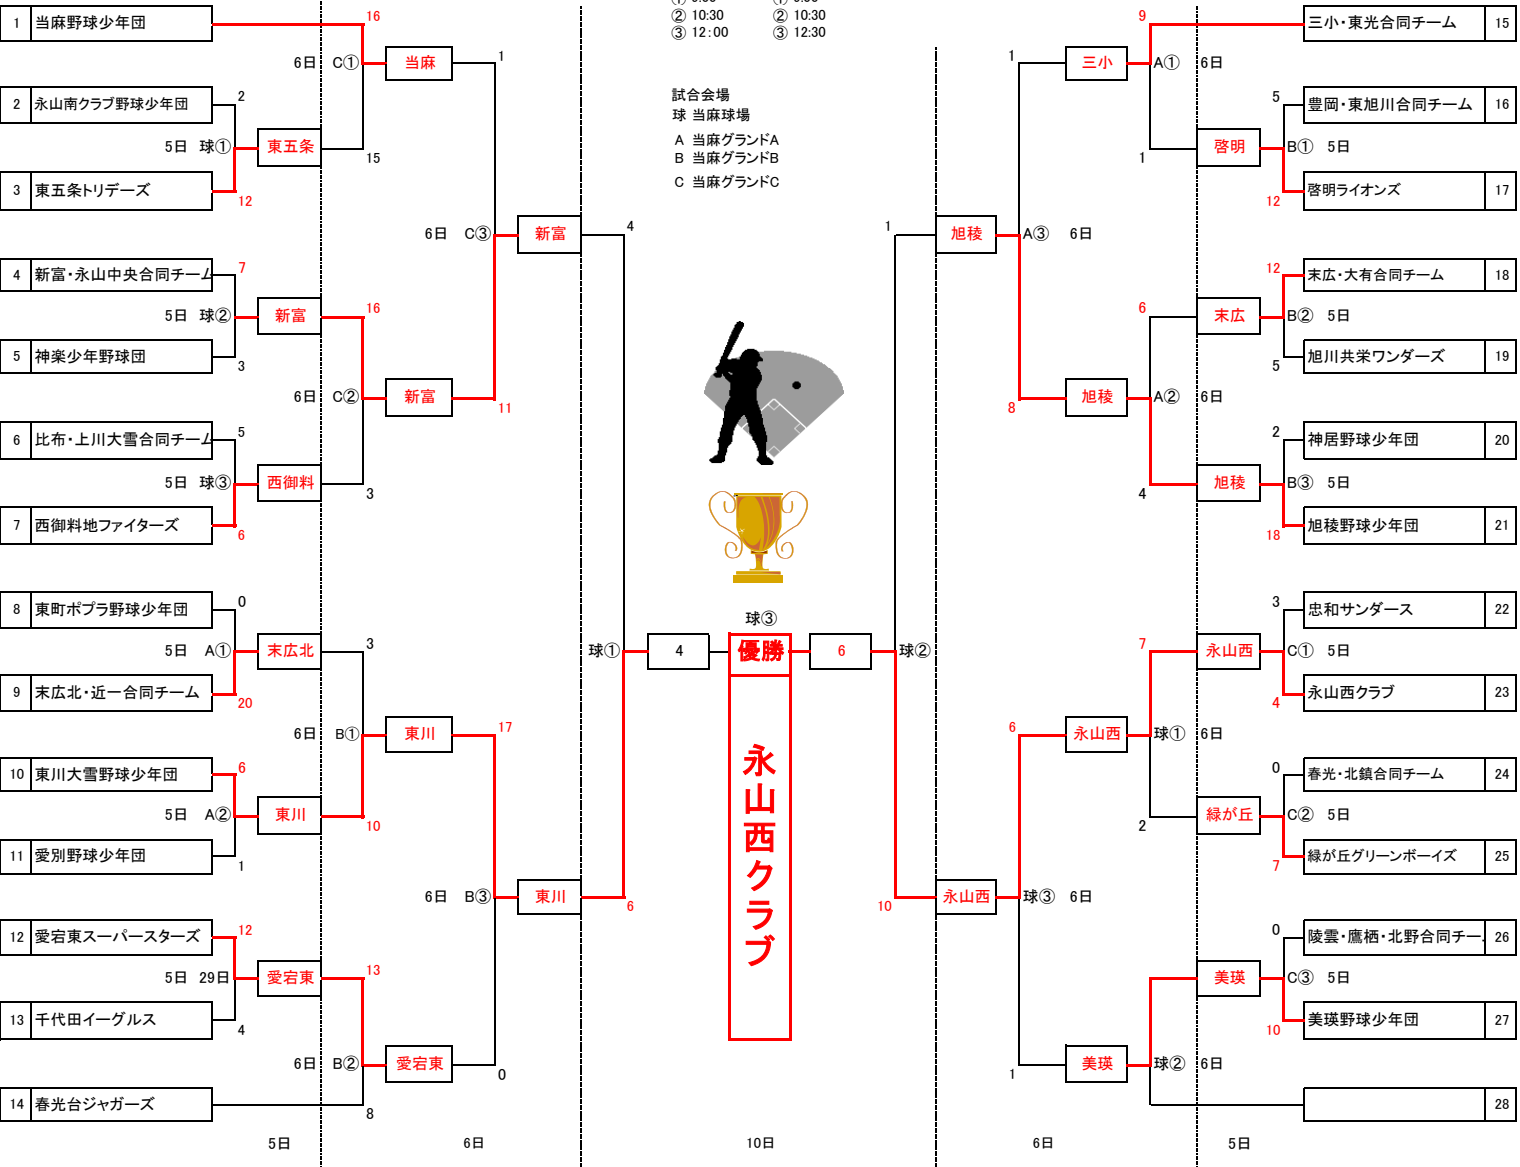 ① 9:00
① 9:00
② 10:30
② 10:30
③ 12:00
③ 12:30
試合会場
球 当麻球場
A 当麻グランドA
B 当麻グランドB
C 当麻グランドC
1 当麻野球少年団
16
6日 C①
当麻
1
2 永山南クラブ野球少年団
2
5日 球①
東五条
15
3 東五条トリデーズ
12
6日 C③
新富
4
4 新富・永山中央合同チーム
7
5日 球②
新富
16
5 神楽少年野球団
3
6日 C②
新富
11
6 比布・上川大雪合同チーム
5
5日 球③
西御料
3
7 西御料地ファイターズ
6
8 東町ポプラ野球少年団
0
5日 A①
末広北
3
9 末広北・近一合同チーム
20
6日 B①
東川
17
10 東川大雪野球少年団
6
5日 A②
東川
10
11 愛別野球少年団
1
6日 B③
東川
6
12 愛宕東スーパースターズ
12
5日 29日
愛宕東
13
13 千代田イーグルス
4
6日 B②
愛宕東
0
14 春光台ジャガーズ
8
球①
4
球③
優勝
永山西クラブ
6
球②
9
三小・東光合同チーム 15
1
三小
A① 6日
5
豊岡・東旭川合同チーム 16
1
啓明
B① 5日
12
啓明ライオンズ 17
1
旭稜
A③ 6日
12
末広・大有合同チーム 18
6
末広
B② 5日
5
旭川共栄ワンダーズ 19
8
旭稜
A② 6日
2
神居野球少年団 20
4
旭稜
B③ 5日
18
旭稜野球少年団 21
3
忠和サンダース 22
7
永山西
C① 5日
4
永山西クラブ 23
6
永山西
球① 6日
0
春光・北鎮合同チーム 24
2
緑が丘
C② 5日
7
緑が丘グリーンボーイズ 25
10
永山西
球③ 6日
0
陵雲・鷹栖・北野合同チー 26
美瑛
C③ 5日
10
美瑛野球少年団 27
1
美瑛
球② 6日
28
5日
6日
10日
6日
5日